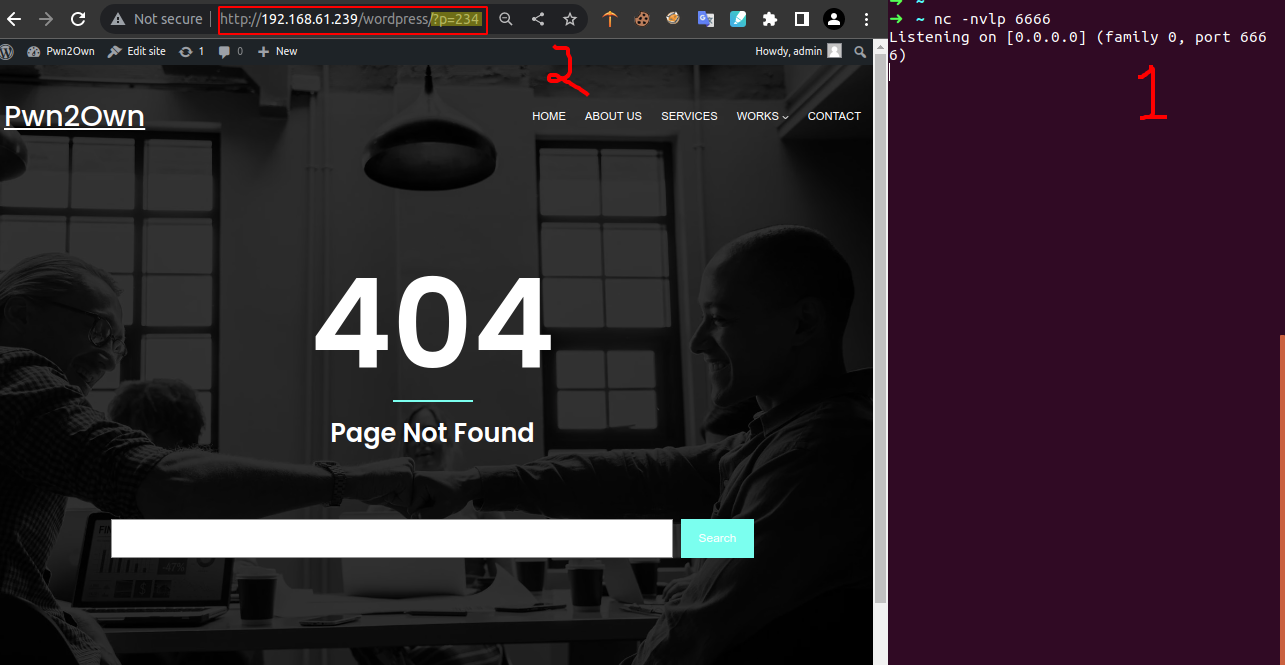 Not secure | http://192.168.61.239/wordpress/?p=234
Pwn2Own Edit site 1 0 New Howdy, admin
Pwn2Own
HOME ABOUT US SERVICES WORKS CONTACT
404
Page Not Found
Search
➜ ~
➜ ~ nc -nvlp 6666
Listening on [0.0.0.0] (family 0, port 666
6)
2
1